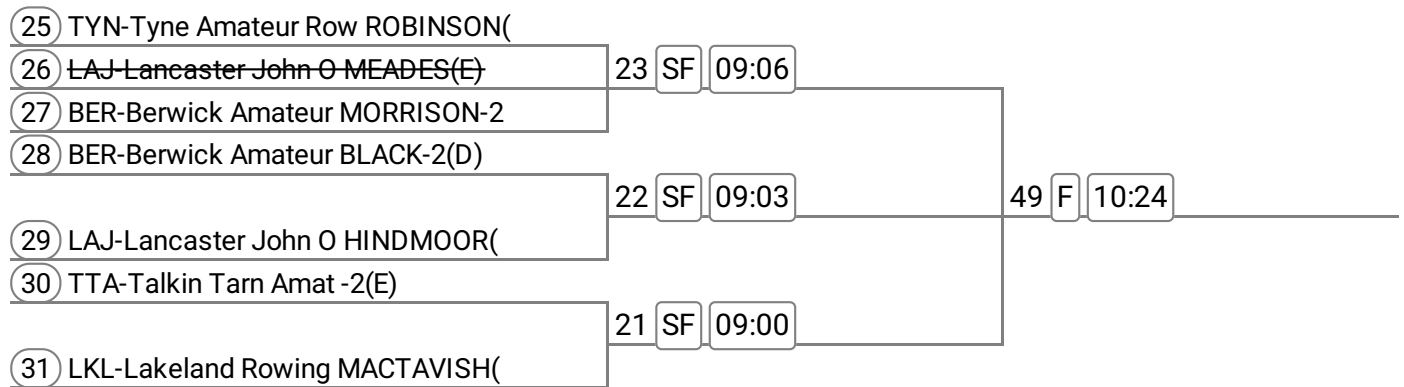 25 TYN-Tyne Amateur Row ROBINSON(
26 LAJ-Lancaster John O MEADES(E) 23 SF 09:06
27 BER-Berwick Amateur MORRISON-2
28 BER-Berwick Amateur BLACK-2(D)
22 SF 09:03 49 F 10:24
29 LAJ-Lancaster John O HINDMOOR(
30 TTA-Talkin Tarn Amat -2(E)
21 SF 09:00
31 LKL-Lakeland Rowing MACTAVISH(